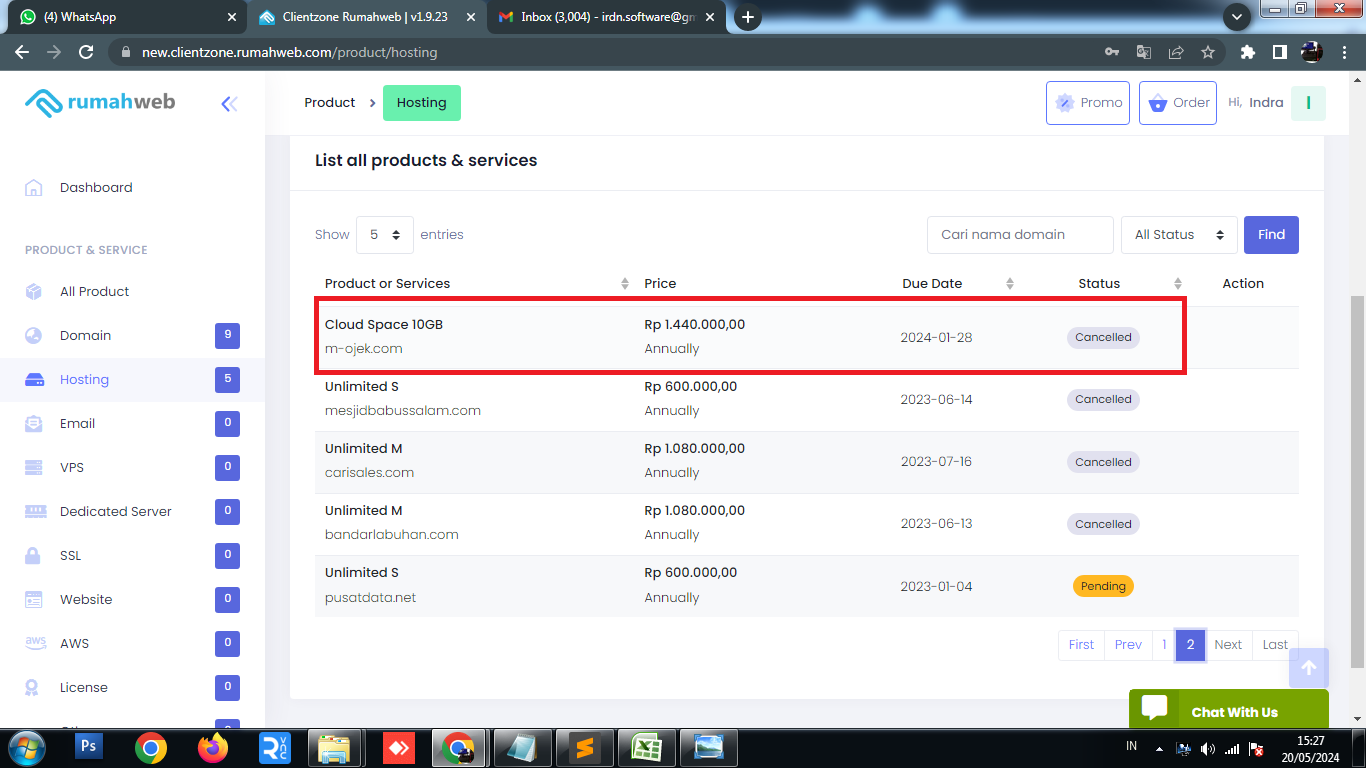 (4) WhatsApp
Clientzone Rumahweb | v1.9.23
Inbox (3,004) - irdn.software@gm
new.clientzone.rumahweb.com/product/hosting
rumahweb
Product
Hosting
Promo
Order
Hi, Indra
I
Dashboard
PRODUCT & SERVICE
All Product
Domain 9
Hosting 5
Email 0
VPS 0
Dedicated Server 0
SSL 0
Website 0
aws AWS 0
License 0
List all products & services
Show 5 entries
Cari nama domain
All Status
Find
Product or Services Price Due Date Status Action
Cloud Space 10GB Rp 1.440.000,00
m-ojek.com Annually 2024-01-28 Cancelled
Unlimited S Rp 600.000,00
mesjidbabussalam.com Annually 2023-06-14 Cancelled
Unlimited M Rp 1.080.000,00
carisales.com Annually 2023-07-16 Cancelled
Unlimited M Rp 1.080.000,00
bandarlabuhan.com Annually 2023-06-13 Cancelled
Unlimited S Rp 600.000,00
pusatdata.net Annually 2023-01-04 Pending
First Prev 1 2 Next Last
Chat With Us
Ps
IN
15:27
20/05/2024